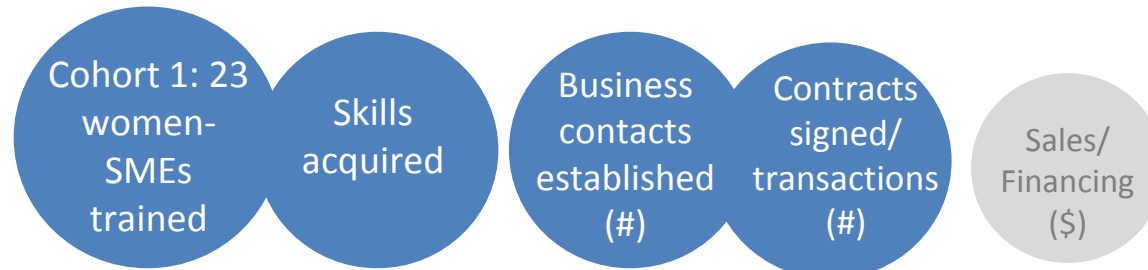 Cohort 1: 23
women-
SMEs
trained
Skills
acquired
Business
contacts
established
(#)
Contracts
signed/
transactions
(#)
Sales/
Financing
($)